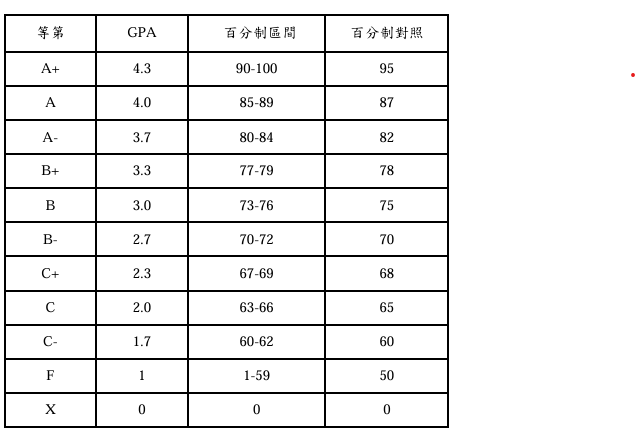 等第 GPA 百分制區間 百分制對照
A+ 4.3 90-100 95
A 4.0 85-89 87
A- 3.7 80-84 82
B+ 3.3 77-79 78
B 3.0 73-76 75
B- 2.7 70-72 70
C+ 2.3 67-69 68
C 2.0 63-66 65
C- 1.7 60-62 60
F 1 1-59 50
X 0 0 0